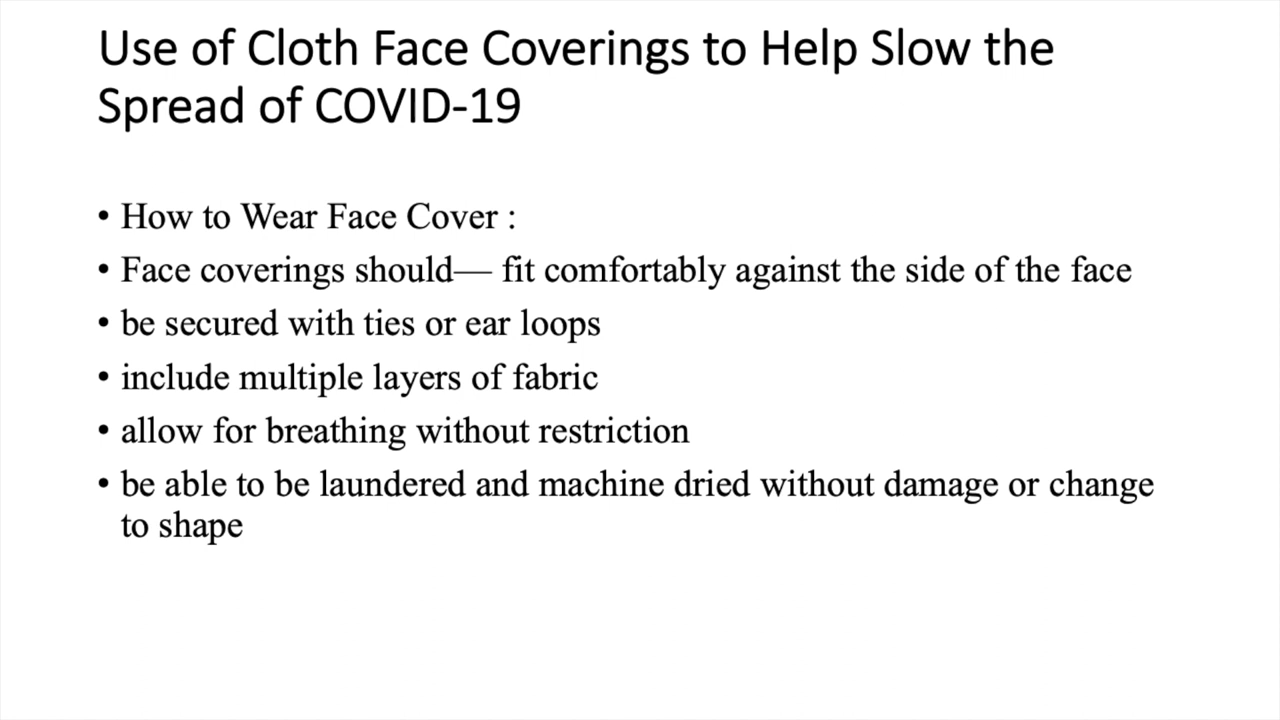 Use of Cloth Face Coverings to Help Slow the
Spread of COVID-19
• How to Wear Face Cover :
• Face coverings should— fit comfortably against the side of the face
• be secured with ties or ear loops
• include multiple layers of fabric
• allow for breathing without restriction
• be able to be laundered and machine dried without damage or change
to shape